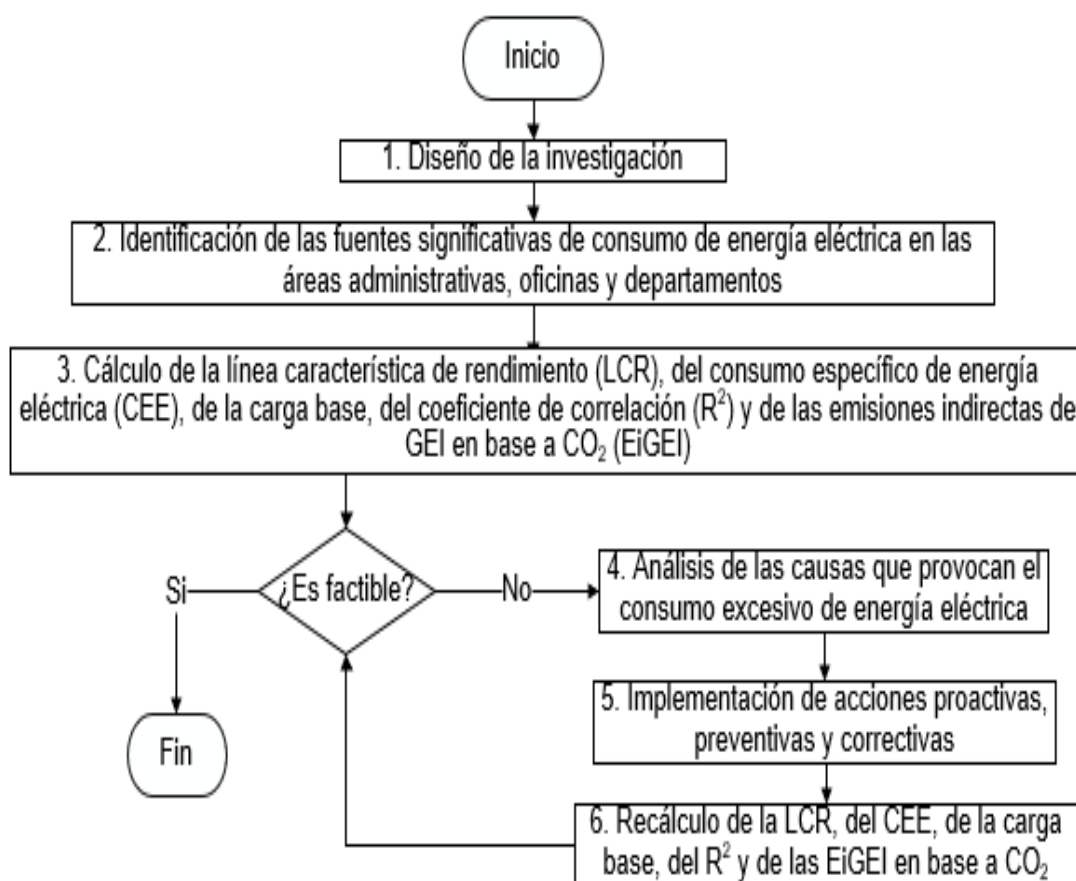 Inicio
1. Diseño de la investigación
2. Identificación de las fuentes significativas de consumo de energía eléctrica en las
áreas administrativas, oficinas y departamentos
3. Cálculo de la línea característica de rendimiento (LCR), del consumo específico de energía
eléctrica (CEE), de la carga base, del coeficiente de correlación (R²) y de las emisiones indirectas de
GEI en base a CO₂ (EiGEI)
¿Es factible?
Si
No
4. Análisis de las causas que provocan el
consumo excesivo de energía eléctrica
5. Implementación de acciones proactivas,
preventivas y correctivas
Fin
6. Recálculo de la LCR, del CEE, de la carga
base, del R² y de las EiGEI en base a CO₂